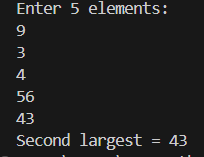 Enter 5 elements:
9
3
4
56
43
Second largest = 43